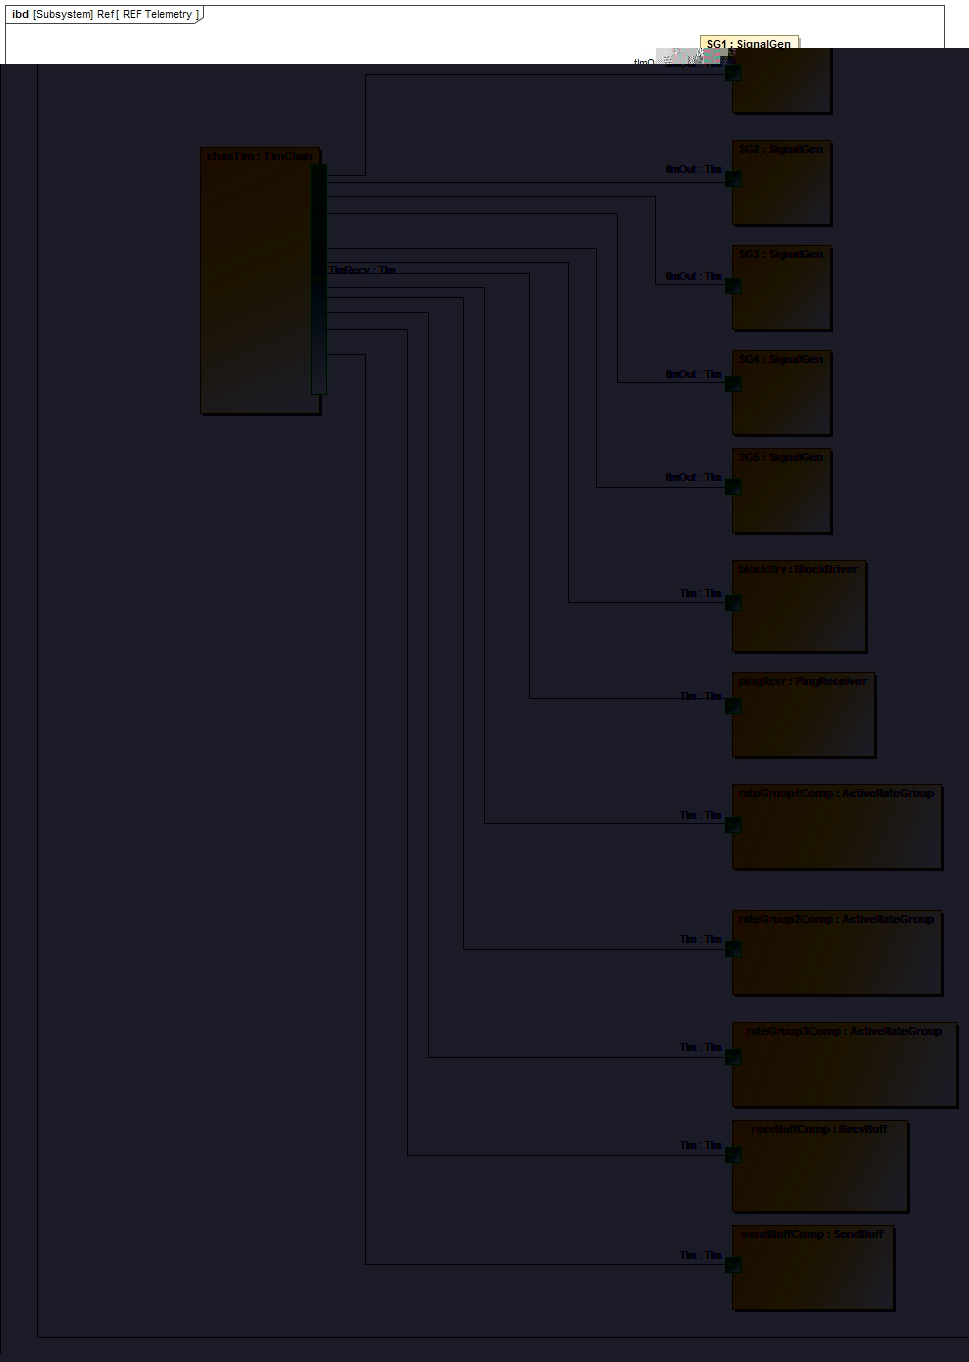 ibd [Subsystem] Ref [ REF Telemetry ]
SG1 : SignalGen
chanTlm : TlmChan
SG2 : SignalGen
tlmOut : Tlm
SG3 : SignalGen
TlmRecv : Tlm
tlmOut : Tlm
SG4 : SignalGen
tlmOut : Tlm
SG5 : SignalGen
tlmOut : Tlm
blockDrv : BlockDriver
Tlm : Tlm
pingRcvr : PingReceiver
Tlm : Tlm
rateGroup1Comp : ActiveRateGroup
Tlm : Tlm
rateGroup2Comp : ActiveRateGroup
Tlm : Tlm
rateGroup3Comp : ActiveRateGroup
Tlm : Tlm
recvBuffComp : RecvBuff
Tlm : Tlm
sendBuffComp : SendBuff
Tlm : Tlm